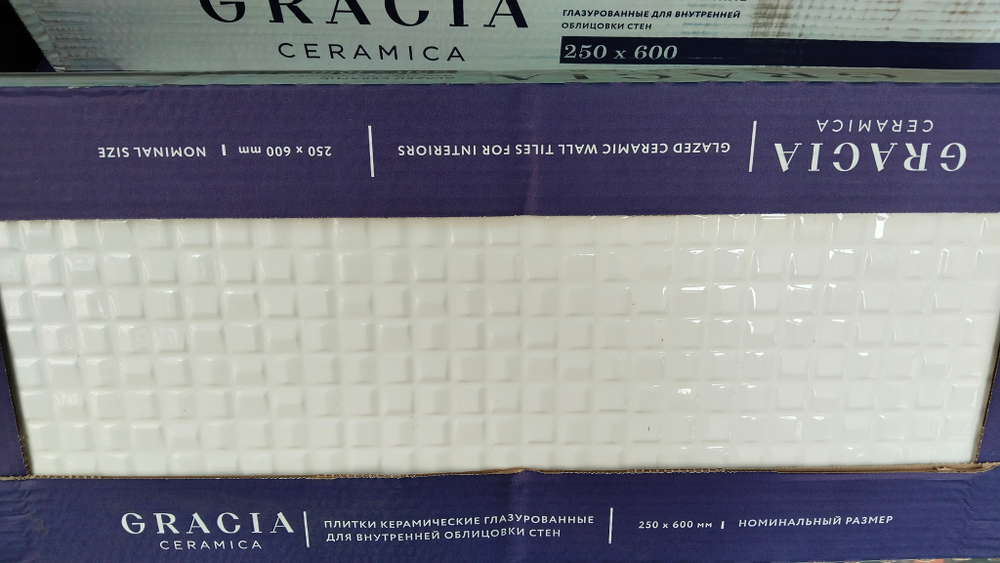 GRACIA
CERAMICA
ГЛАЗУРОВАННЫЕ ДЛЯ ВНУТРЕННЕЙ
ОБЛИЦОВКИ СТЕН
250 x 600
GRACIA
CERAMICA
GLAZED CERAMIC WALL TILES FOR INTERIORS
250 x 600 mm
NOMINAL SIZE
GRACIA
CERAMICA
ПЛИТКИ КЕРАМИЧЕСКИЕ ГЛАЗУРОВАННЫЕ
ДЛЯ ВНУТРЕННЕЙ ОБЛИЦОВКИ СТЕН
250 x 600 мм
НОМИНАЛЬНЫЙ РАЗМЕР